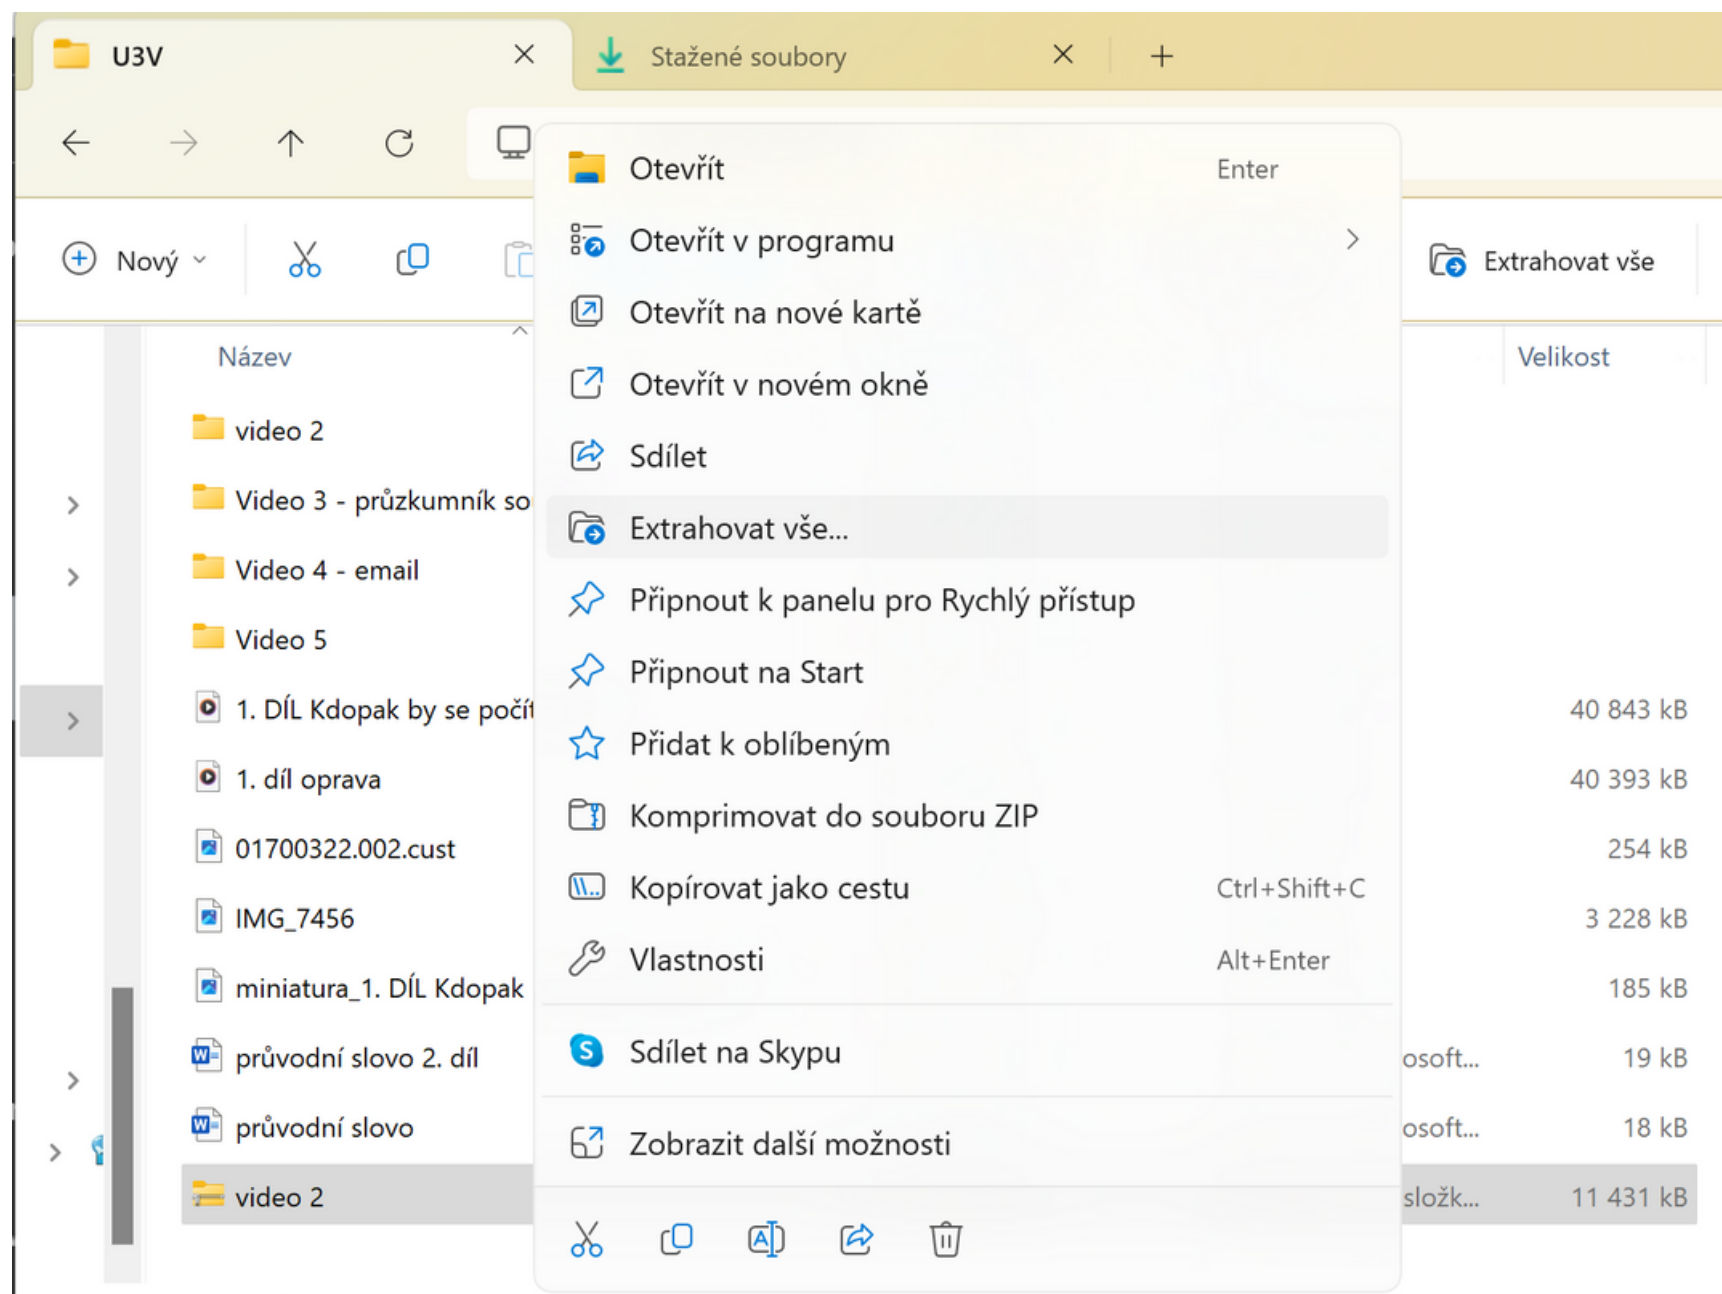 U3V
Stažené soubory
Nový
Extrahovat vše
Název
Velikost
video 2
Video 3 - průzkumník
Video 4 - email
Video 5
1. DÍL Kdopak by se
40 843 kB
1. díl oprava
40 393 kB
01700322.002.cust
254 kB
IMG_7456
3 228 kB
miniatura_1. DÍL Kdopak
185 kB
průvodní slovo 2. díl
osoft...
19 kB
průvodní slovo
osoft...
18 kB
video 2
složk...
11 431 kB
Otevřít
Enter
Otevřít v programu
Otevřít na nové kartě
Otevřít v novém okně
Sdílet
Extrahovat vše...
Připnout k panelu pro Rychlý přístup
Připnout na Start
Přidat k oblíbeným
Komprimovat do souboru ZIP
Kopírovat jako cestu
Ctrl+Shift+C
Vlastnosti
Alt+Enter
Sdílet na Skypu
Zobrazit další možnosti